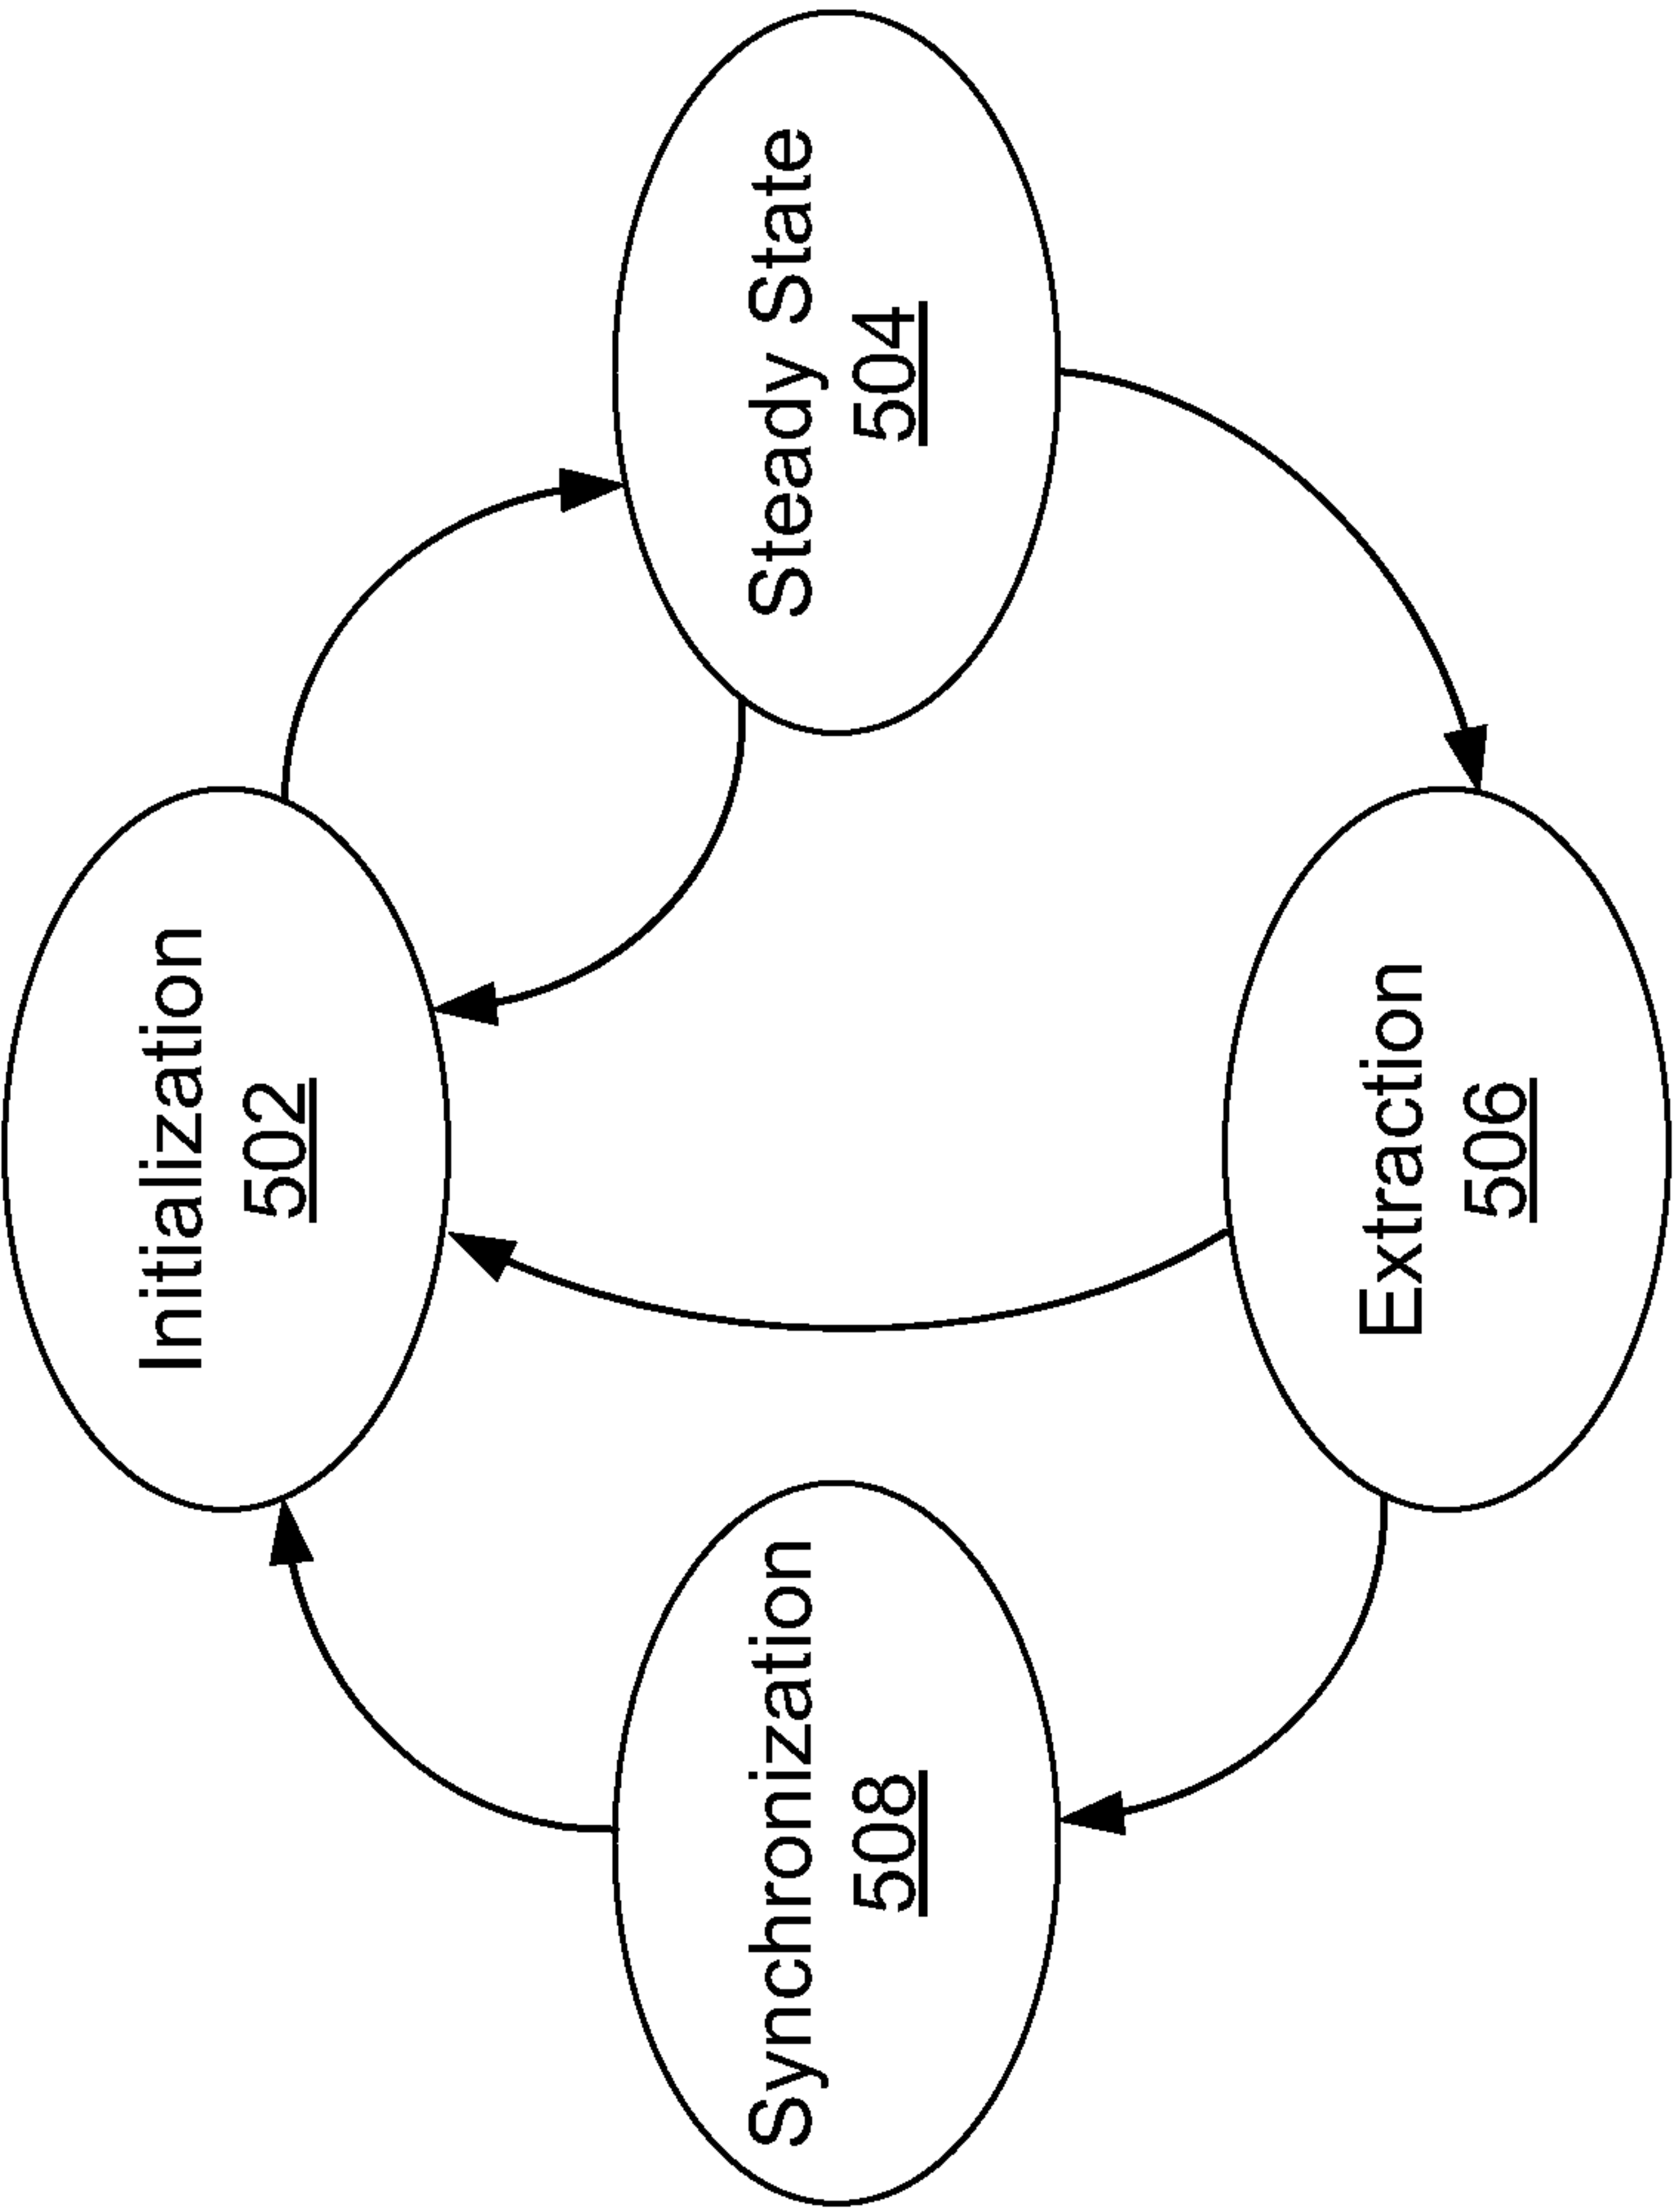 Initialization
502
Steady State
504
Extraction
506
Synchronization
508